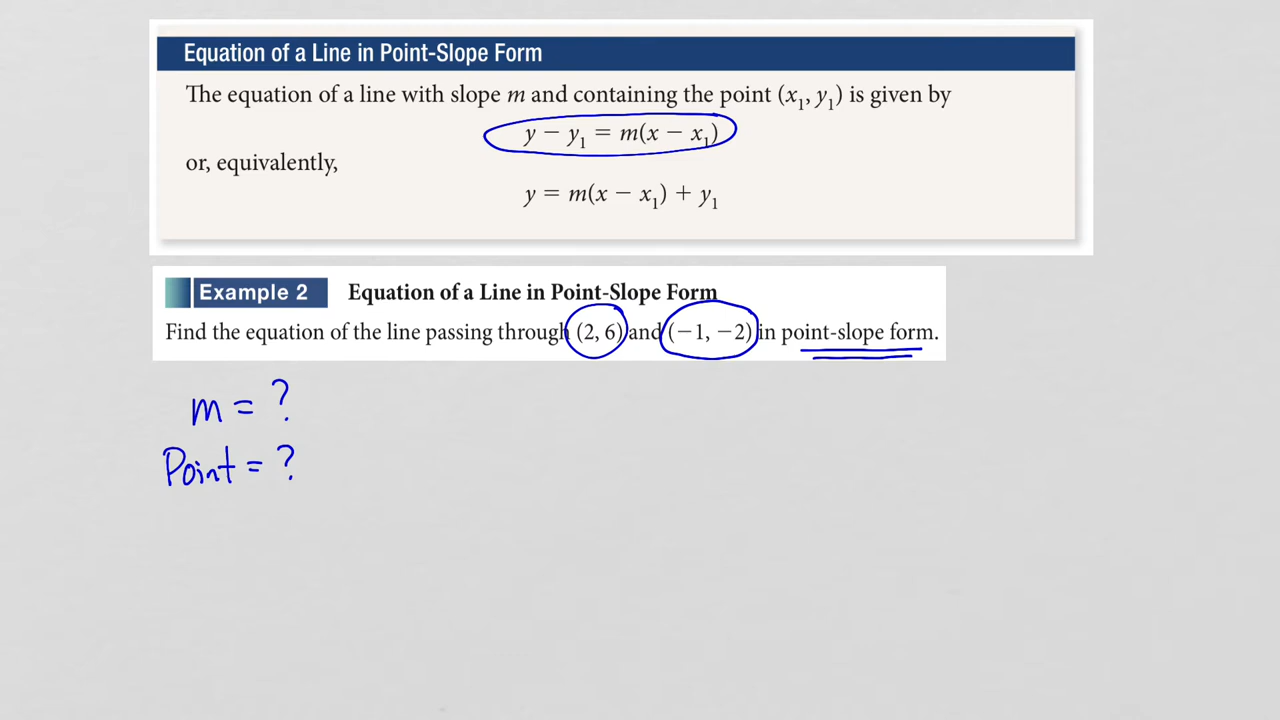 Equation of a Line in Point-Slope Form
The equation of a line with slope m and containing the point (x₁, y₁) is given by
y − y₁ = m(x − x₁)
or, equivalently,
y = m(x − x₁) + y₁
Example 2 Equation of a Line in Point-Slope Form
Find the equation of the line passing through (2, 6) and (−1, −2) in point-slope form.
m = ?
Point = ?